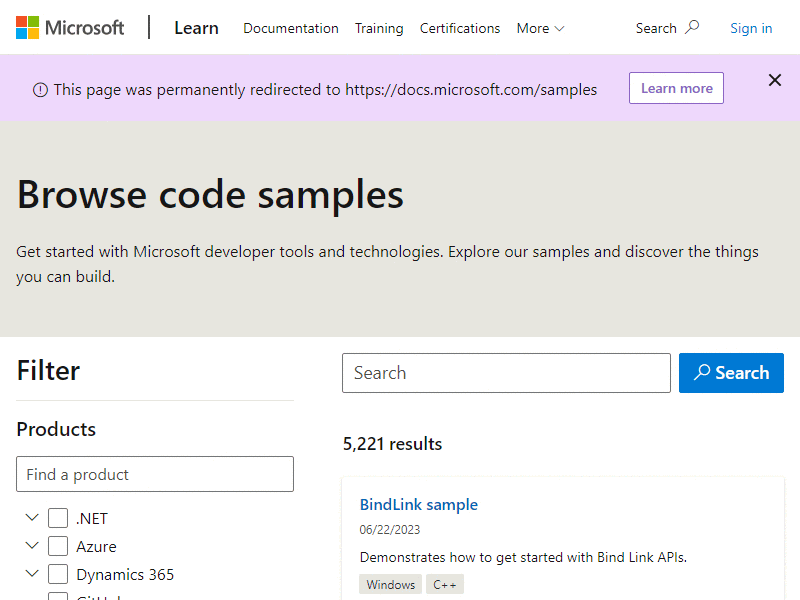 Microsoft Learn Documentation Training Certifications More Search Sign in
This page was permanently redirected to https://docs.microsoft.com/samples Learn more
Browse code samples
Get started with Microsoft developer tools and technologies. Explore our samples and discover the things
you can build.
Filter
Products
Find a product
.NET
Azure
Dynamics 365
GitHub
Search Search
5,221 results
BindLink sample
06/22/2023
Demonstrates how to get started with Bind Link APIs.
Windows C++